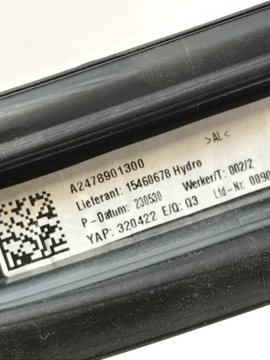 A2478901300 >AL<
Lieferant: 15460678 Hydro
P-Datum: 230530 Werker/T: 002/2
YAP: 320422 E/Q: 03 Lfd-Nr: 0090